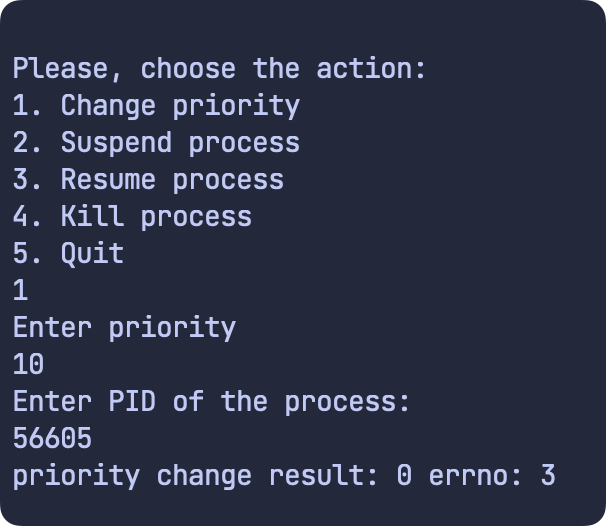 Please, choose the action:
1. Change priority
2. Suspend process
3. Resume process
4. Kill process
5. Quit
1
Enter priority
10
Enter PID of the process:
56605
priority change result: 0 errno: 3